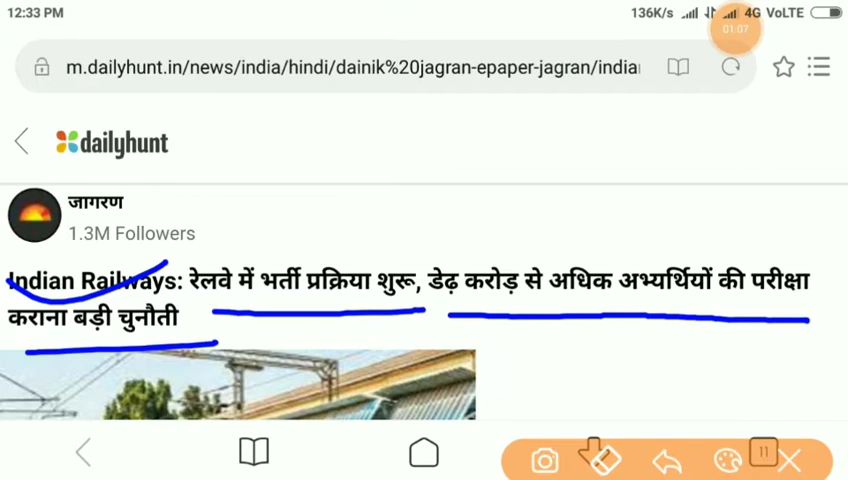 12:33 PM
136K/s 4G VoLTE
01:07
m.dailyhunt.in/news/india/hindi/dainik%20jagran-epaper-jagran/india
dailyhunt
जागरण
1.3M Followers
Indian Railways: रेलवे में भर्ती प्रक्रिया शुरू, डेढ़ करोड़ से अधिक अभ्यर्थियों की परीक्षा
कराना बड़ी चुनौती
11